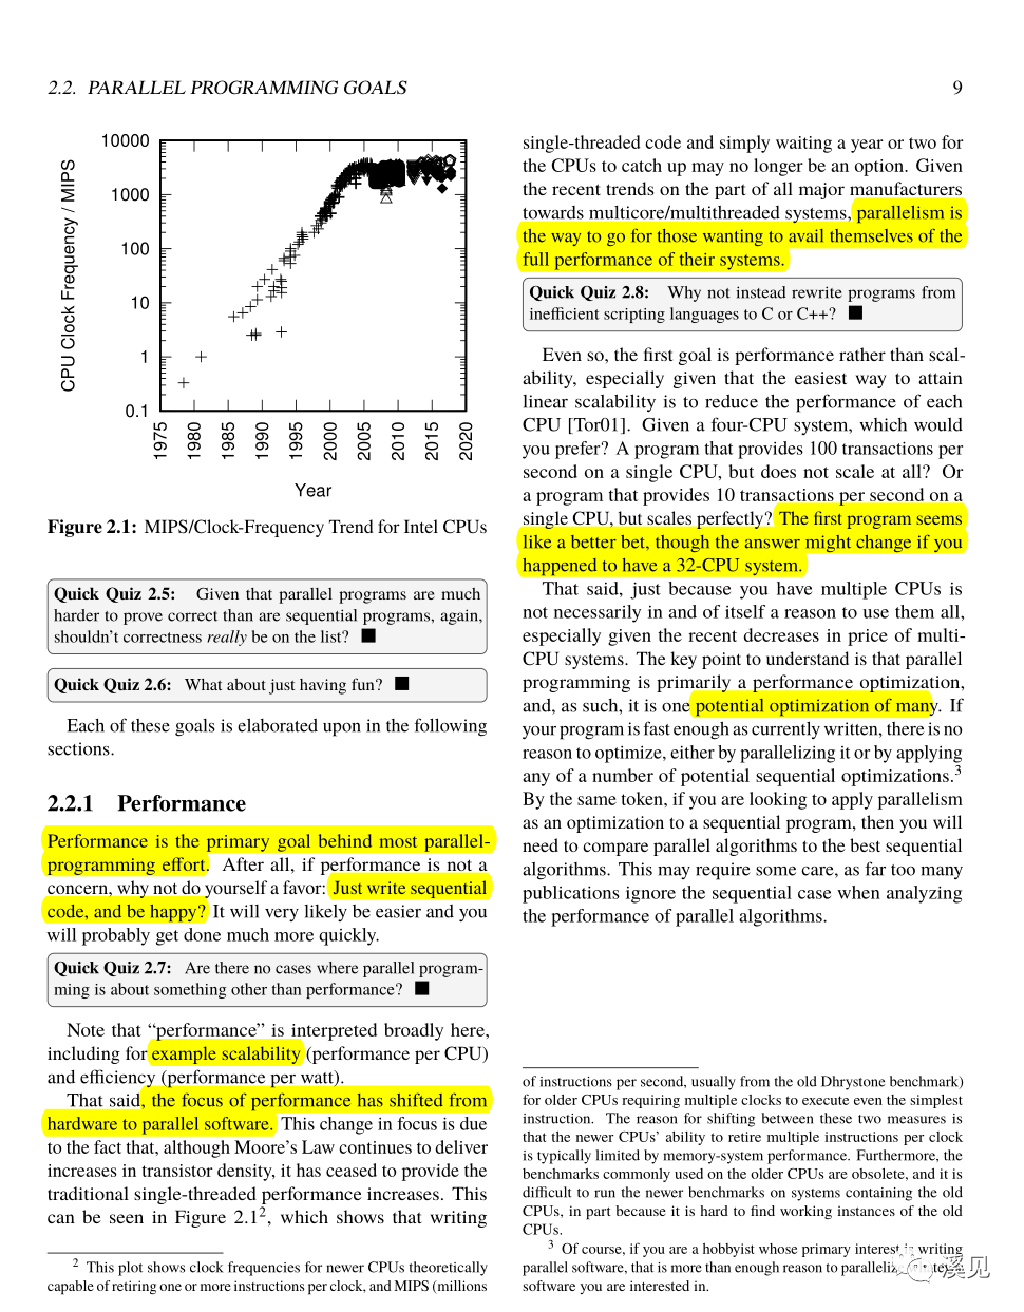 2.2. PARALLEL PROGRAMMING GOALS
9
10000
1000
100
10
1
0.1
CPU Clock Frequency / MIPS
1975
1980
1985
1990
1995
2000
2005
2010
2015
2020
Year
Figure 2.1: MIPS/Clock-Frequency Trend for Intel CPUs
Quick Quiz 2.5: Given that parallel programs are much
harder to prove correct than are sequential programs, again,
shouldn’t correctness really be on the list? ■
Quick Quiz 2.6: What about just having fun? ■
Each of these goals is elaborated upon in the following
sections.
2.2.1 Performance
Performance is the primary goal behind most parallel-
programming effort. After all, if performance is not a
concern, why not do yourself a favor: Just write sequential
code, and be happy? It will very likely be easier and you
will probably get done much more quickly.
Quick Quiz 2.7: Are there no cases where parallel program-
ming is about something other than performance? ■
Note that “performance” is interpreted broadly here,
including for example scalability (performance per CPU)
and efficiency (performance per watt).
That said, the focus of performance has shifted from
hardware to parallel software. This change in focus is due
to the fact that, although Moore’s Law continues to deliver
increases in transistor density, it has ceased to provide the
traditional single-threaded performance increases. This
can be seen in Figure 2.1², which shows that writing
² This plot shows clock frequencies for newer CPUs theoretically
capable of retiring one or more instructions per clock, and MIPS (millions
single-threaded code and simply waiting a year or two for
the CPUs to catch up may no longer be an option. Given
the recent trends on the part of all major manufacturers
towards multicore/multithreaded systems, parallelism is
the way to go for those wanting to avail themselves of the
full performance of their systems.
Quick Quiz 2.8: Why not instead rewrite programs from
inefficient scripting languages to C or C++? ■
Even so, the first goal is performance rather than scal-
ability, especially given that the easiest way to attain
linear scalability is to reduce the performance of each
CPU [Tor01]. Given a four-CPU system, which would
you prefer? A program that provides 100 transactions per
second on a single CPU, but does not scale at all? Or
a program that provides 10 transactions per second on a
single CPU, but scales perfectly? The first program seems
like a better bet, though the answer might change if you
happened to have a 32-CPU system.
That said, just because you have multiple CPUs is
not necessarily in and of itself a reason to use them all,
especially given the recent decreases in price of multi-
CPU systems. The key point to understand is that parallel
programming is primarily a performance optimization,
and, as such, it is one potential optimization of many. If
your program is fast enough as currently written, there is no
reason to optimize, either by parallelizing it or by applying
any of a number of potential sequential optimizations.³
By the same token, if you are looking to apply parallelism
as an optimization to a sequential program, then you will
need to compare parallel algorithms to the best sequential
algorithms. This may require some care, as far too many
publications ignore the sequential case when analyzing
the performance of parallel algorithms.
of instructions per second, usually from the old Dhrystone benchmark)
for older CPUs requiring multiple clocks to execute even the simplest
instruction. The reason for shifting between these two measures is
that the newer CPUs’ ability to retire multiple instructions per clock
is typically limited by memory-system performance. Furthermore, the
benchmarks commonly used on the older CPUs are obsolete, and it is
difficult to run the newer benchmarks on systems containing the old
CPUs, in part because it is hard to find working instances of the old
CPUs.
³ Of course, if you are a hobbyist whose primary interest is writing
parallel software, that is more than enough reason to
software you are interested in.
溪见